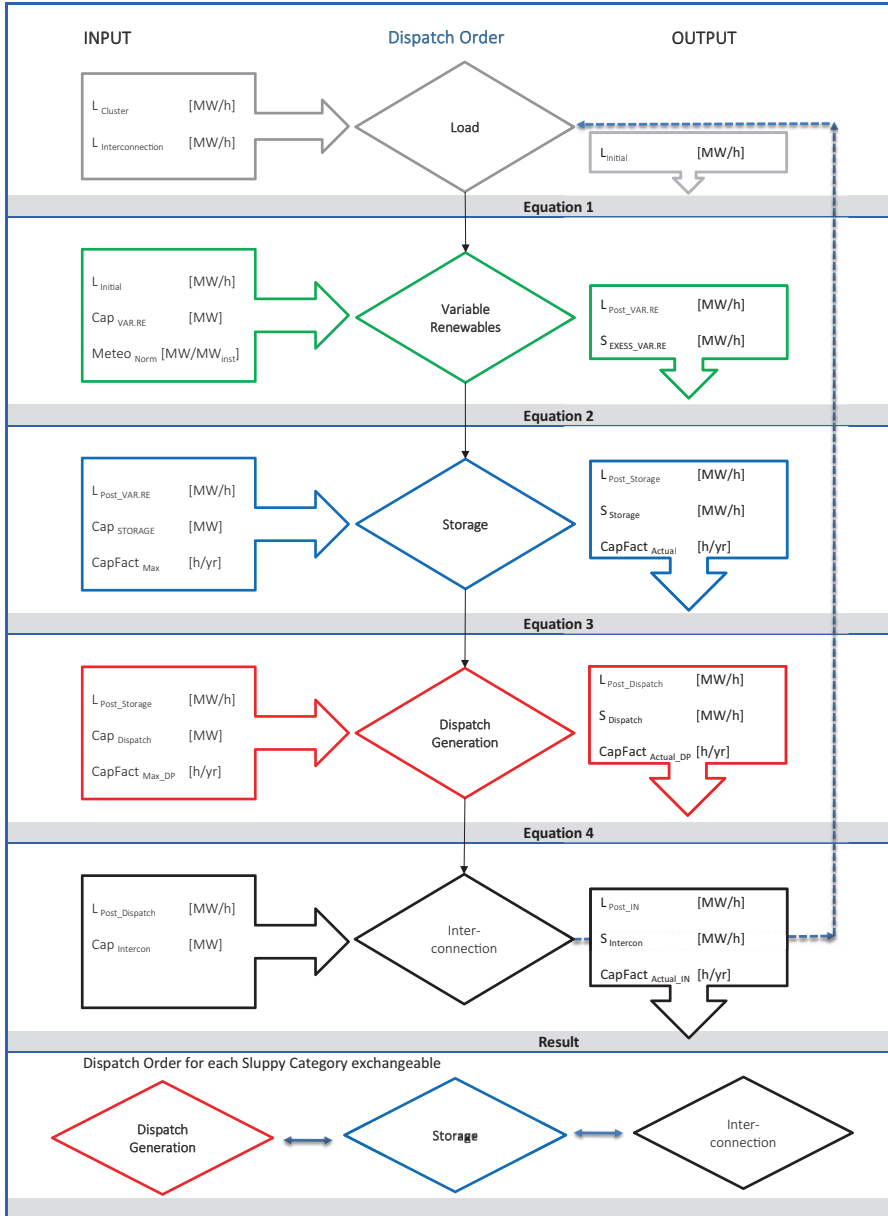 INPUT Dispatch Order OUTPUT
L Cluster [MW/h]
L Interconnection [MW/h]
Load
L Initial [MW/h]
Equation 1
L Initial [MW/h]
Cap VAR.RE [MW]
Meteo Norm [MW/MW inst]
Variable
Renewables
L Post_VAR.RE [MW/h]
S EXESS_VAR.RE [MW/h]
Equation 2
L Post_VAR.RE [MW/h]
Cap STORAGE [MW]
CapFact Max [h/yr]
Storage
L Post_Storage [MW/h]
S Storage [MW/h]
CapFact Actual [h/yr]
Equation 3
L Post_Storage [MW/h]
Cap Dispatch [MW]
CapFact Max_DP [h/yr]
Dispatch
Generation
L Post_Dispatch [MW/h]
S Dispatch [MW/h]
CapFact Actual_DP [h/yr]
Equation 4
L Post_Dispatch [MW/h]
Cap Intercon [MW]
Inter-
connection
L Post_IN [MW/h]
S Intercon [MW/h]
CapFact Actual_IN [h/yr]
Result
Dispatch Order for each Sluppy Category exchangeable
Dispatch
Generation
Storage
Inter-
connection